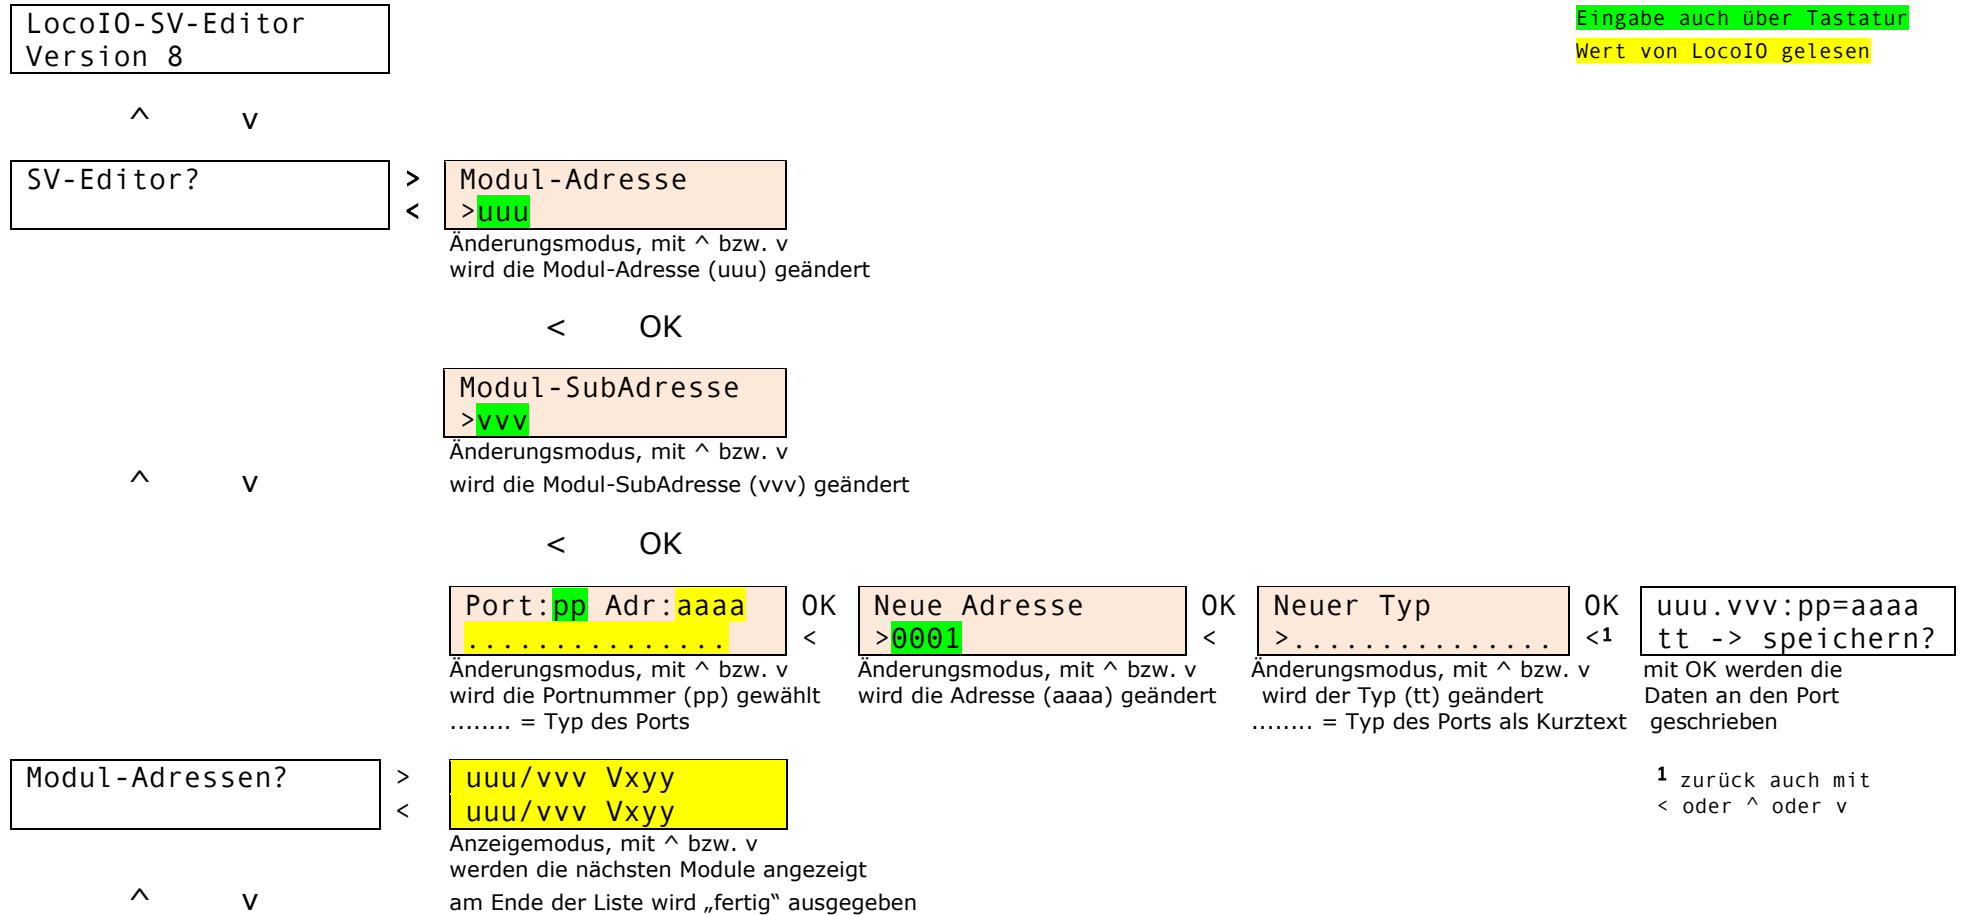 LocoIO-SV-Editor
Version 8
Eingabe auch über Tastatur
Wert von LocoIO gelesen
^ v
SV-Editor?
>
<
Modul-Adresse
>uuu
Änderungsmodus, mit ^ bzw. v
wird die Modul-Adresse (uuu) geändert
< OK
Modul-SubAdresse
>vvv
Änderungsmodus, mit ^ bzw. v
wird die Modul-SubAdresse (vvv) geändert
^ v
< OK
Port:pp Adr:aaaa
...............
Änderungsmodus, mit ^ bzw. v
wird die Portnummer (pp) gewählt
........ = Typ des Ports
OK
<
Neue Adresse
>0001
Änderungsmodus, mit ^ bzw. v
wird die Adresse (aaaa) geändert
OK
<
Neuer Typ
>...............
Änderungsmodus, mit ^ bzw. v
wird der Typ (tt) geändert
........ = Typ des Ports als Kurztext
OK
<1
uuu.vvv:pp=aaaa
tt -> speichern?
mit OK werden die
Daten an den Port
geschrieben
Modul-Adressen?
>
<
uuu/vvv Vxyy
uuu/vvv Vxyy
Anzeigemodus, mit ^ bzw. v
werden die nächsten Module angezeigt
am Ende der Liste wird „fertig“ ausgegeben
1 zurück auch mit
< oder ^ oder v
^ v